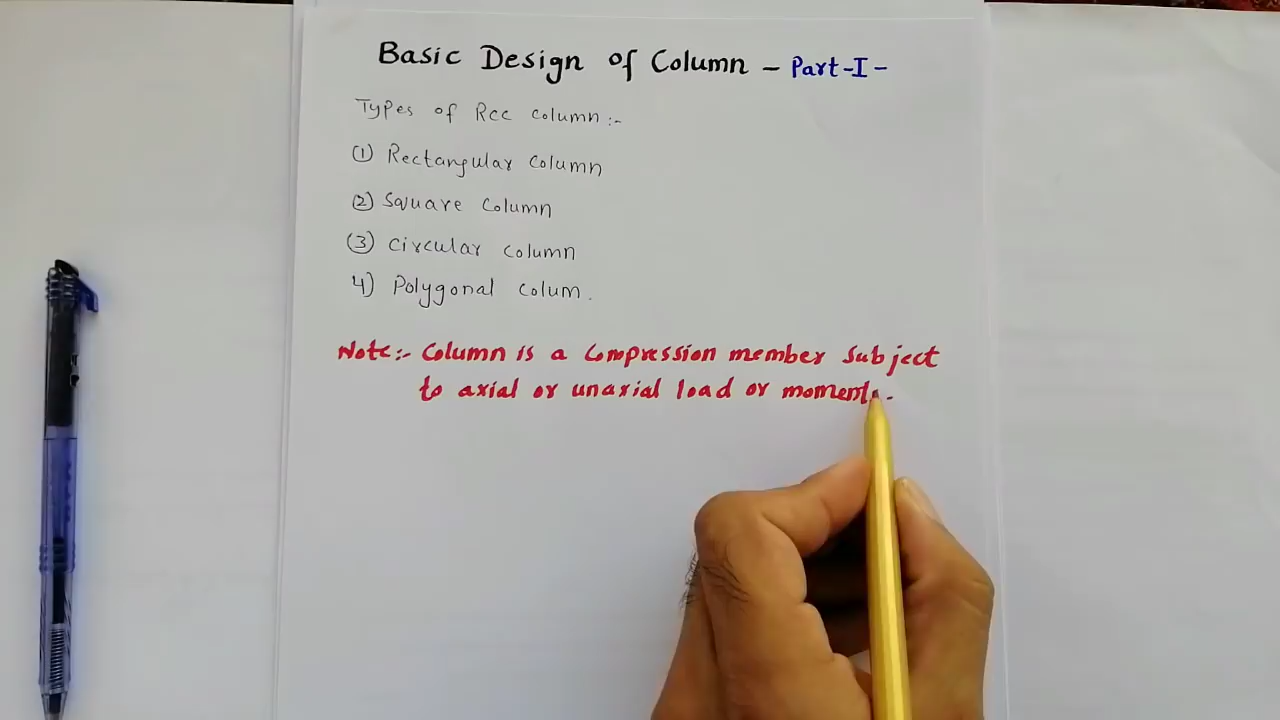 Basic Design of Column - Part-I-
Types of Rcc column:-
① Rectangular Column
② Square Column
③ Circular Column
4) Polygonal Colum.
Note:- Column is a Compression member subject
to axial or unaxial load or moments.